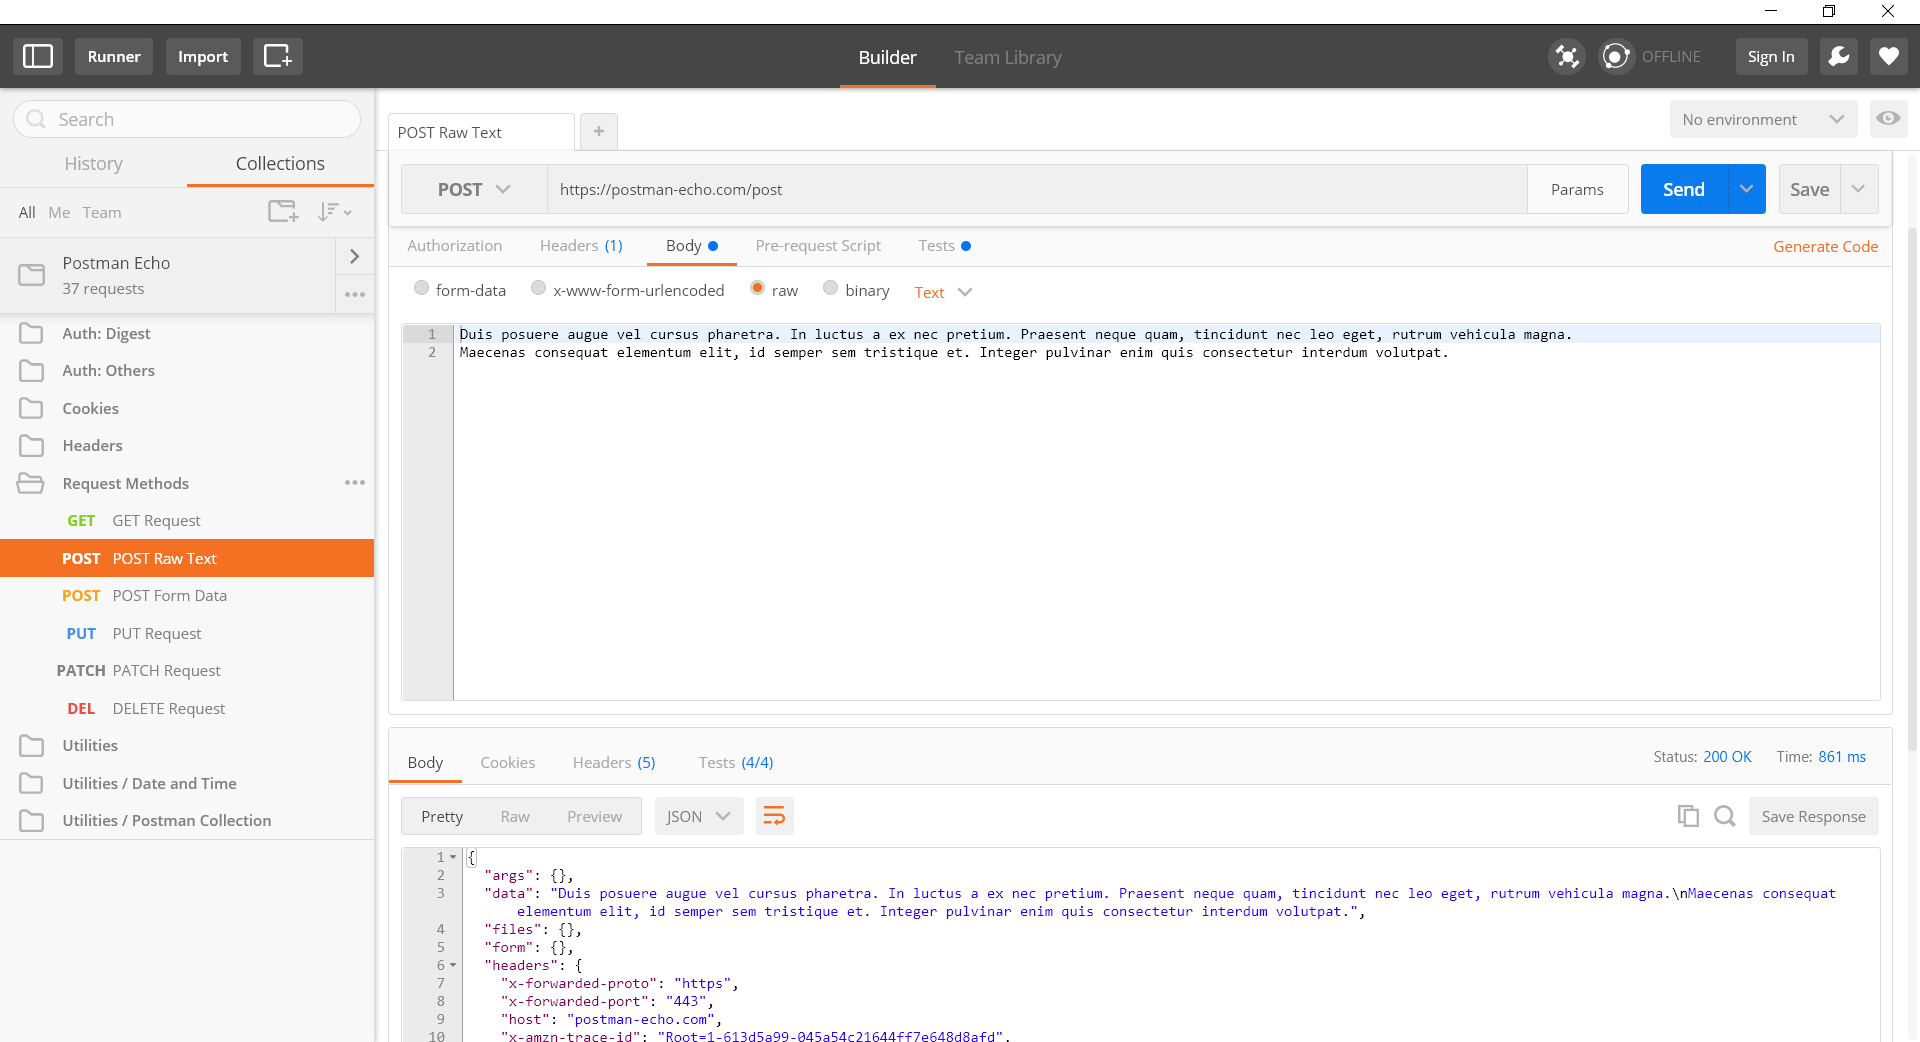 Runner Import Builder Team Library OFFLINE Sign In
Search
History Collections
All Me Team
Postman Echo
37 requests
Auth: Digest
Auth: Others
Cookies
Headers
Request Methods
GET GET Request
POST POST Raw Text
POST POST Form Data
PUT PUT Request
PATCH PATCH Request
DEL DELETE Request
Utilities
Utilities / Date and Time
Utilities / Postman Collection
POST Raw Text + No environment
POST https://postman-echo.com/post Params Send Save
Authorization Headers (1) Body Pre-request Script Tests Generate Code
form-data x-www-form-urlencoded raw binary Text
1 Duis posuere augue vel cursus pharetra. In luctus a ex nec pretium. Praesent neque quam, tincidunt nec leo eget, rutrum vehicula magna.
2 Maecenas consequat elementum elit, id semper sem tristique et. Integer pulvinar enim quis consectetur interdum volutpat.
Body Cookies Headers (5) Tests (4/4) Status: 200 OK Time: 861 ms
Pretty Raw Preview JSON Save Response
1 {
2 "args": {},
3 "data": "Duis posuere augue vel cursus pharetra. In luctus a ex nec pretium. Praesent neque quam, tincidunt nec leo eget, rutrum vehicula magna.\nMaecenas consequat
elementum elit, id semper sem tristique et. Integer pulvinar enim quis consectetur interdum volutpat.",
4 "files": {},
5 "form": {},
6 "headers": {
7 "x-forwarded-proto": "https",
8 "x-forwarded-port": "443",
9 "host": "postman-echo.com",
10 "x-amzn-trace-id": "Root=1-613d5a99-045a54c21644ff7e648d8afd",